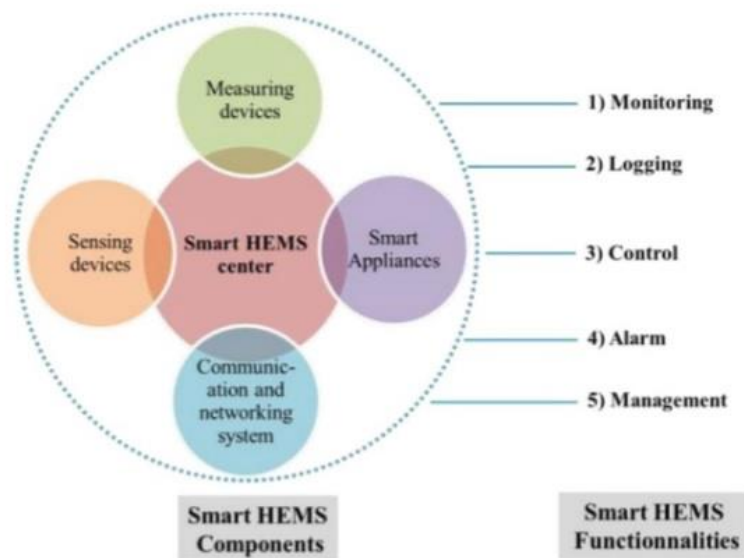 Measuring
devices
Sensing
devices
Smart HEMS
center
Smart
Appliances
Communic-
ation and
networking
system
1) Monitoring
2) Logging
3) Control
4) Alarm
5) Management
Smart HEMS
Components
Smart HEMS
Functionnalities